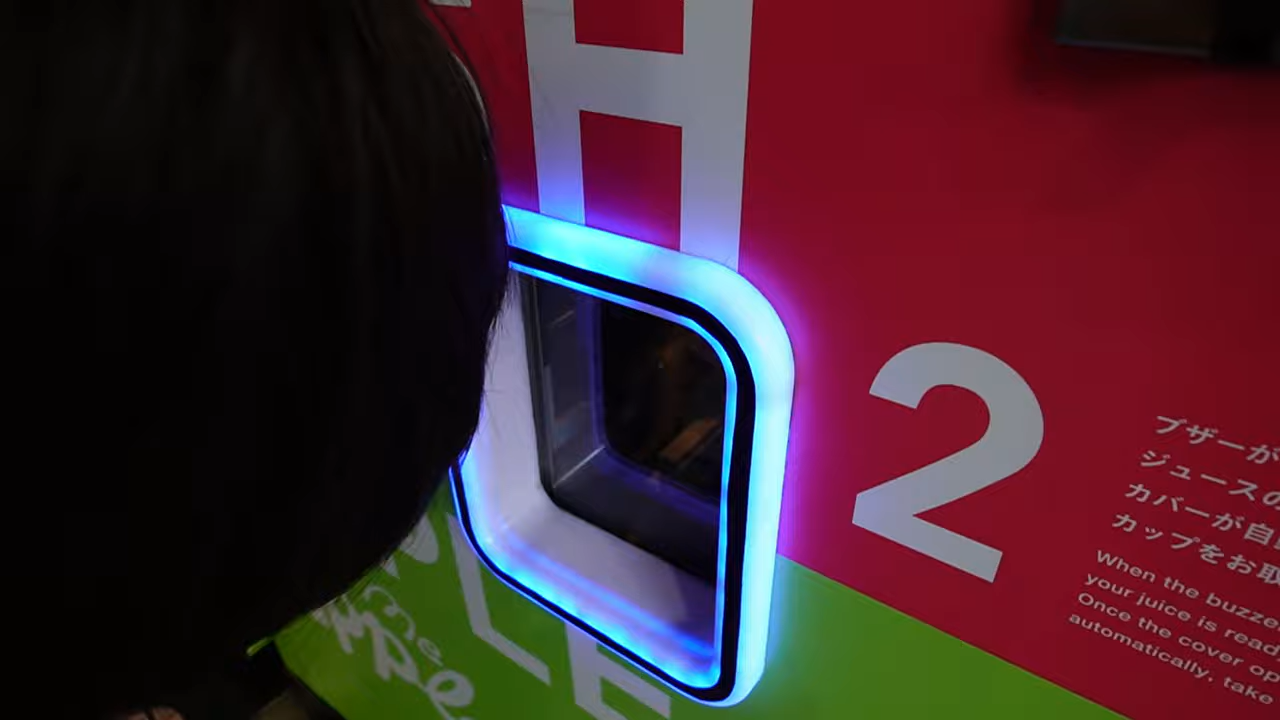 H
2
ブザーが
ジュースの
カバーが自
カップをお取
When the buzze
your juice is read
Once the cover op
automatically, take
LE